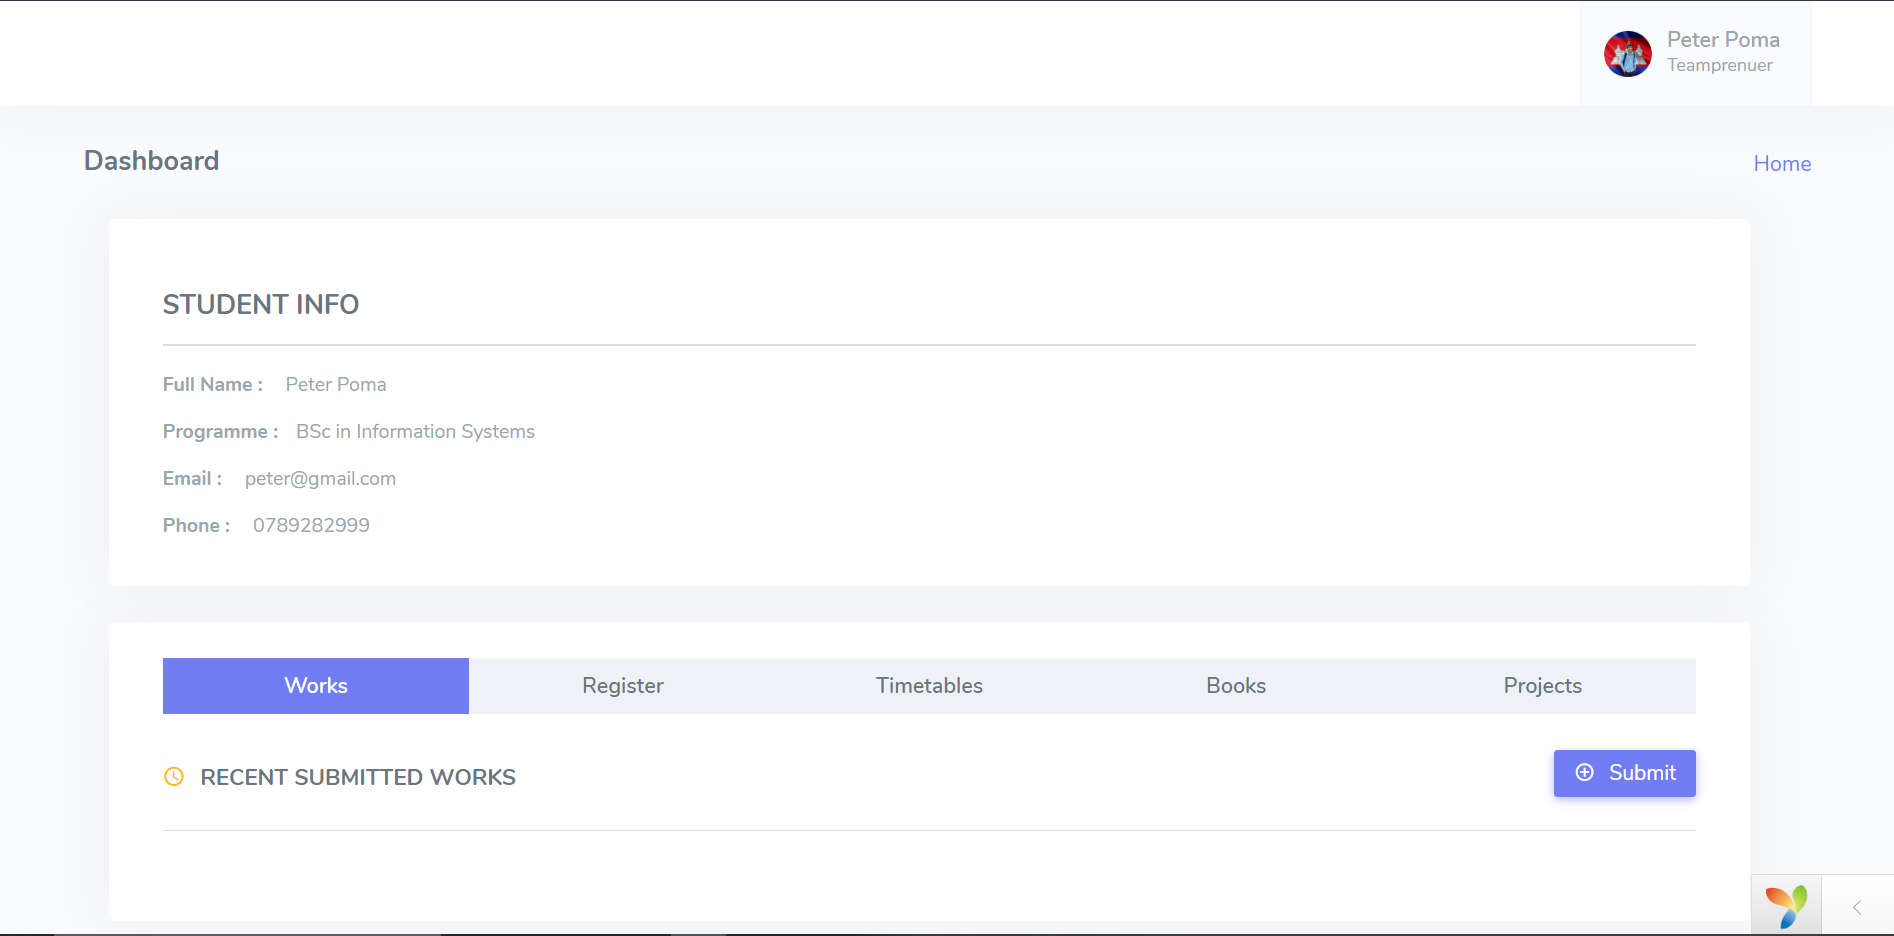 Peter Poma
Teamprenuer
Dashboard
Home
STUDENT INFO
Full Name : Peter Poma
Programme : BSc in Information Systems
Email : peter@gmail.com
Phone : 0789282999
Works Register Timetables Books Projects
RECENT SUBMITTED WORKS
Submit